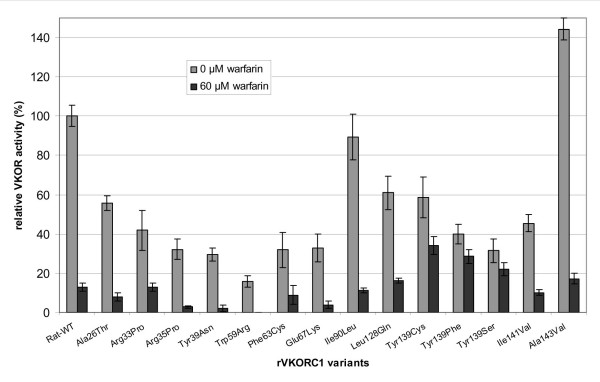 140
120
100
80
60
40
20
0
relative VKOR activity (%)
0 µM warfarin
60 µM warfarin
Rat-WT
Ala26Thr
Arg33Pro
Arg35Pro
Tyr39Asn
Trp59Arg
Phe63Cys
Glu67Lys
Ile90Leu
Leu128Gln
Tyr139Cys
Tyr139Phe
Tyr139Ser
Ile141Val
Ala143Val
rVKORC1 variants